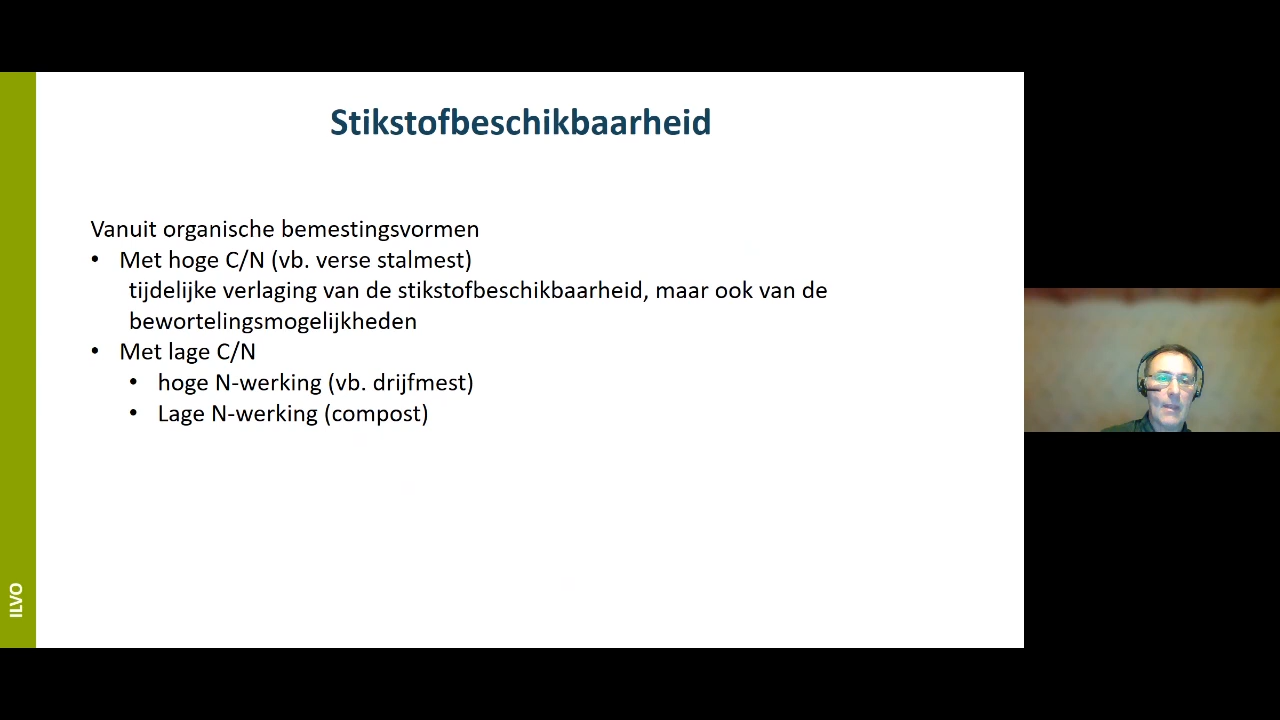 Stikstofbeschikbaarheid
Vanuit organische bemestingsvormen
• Met hoge C/N (vb. verse stalmest)
tijdelijke verlaging van de stikstofbeschikbaarheid, maar ook van de
bewortelingsmogelijkheden
• Met lage C/N
• hoge N-werking (vb. drijfmest)
• Lage N-werking (compost)
ILVO